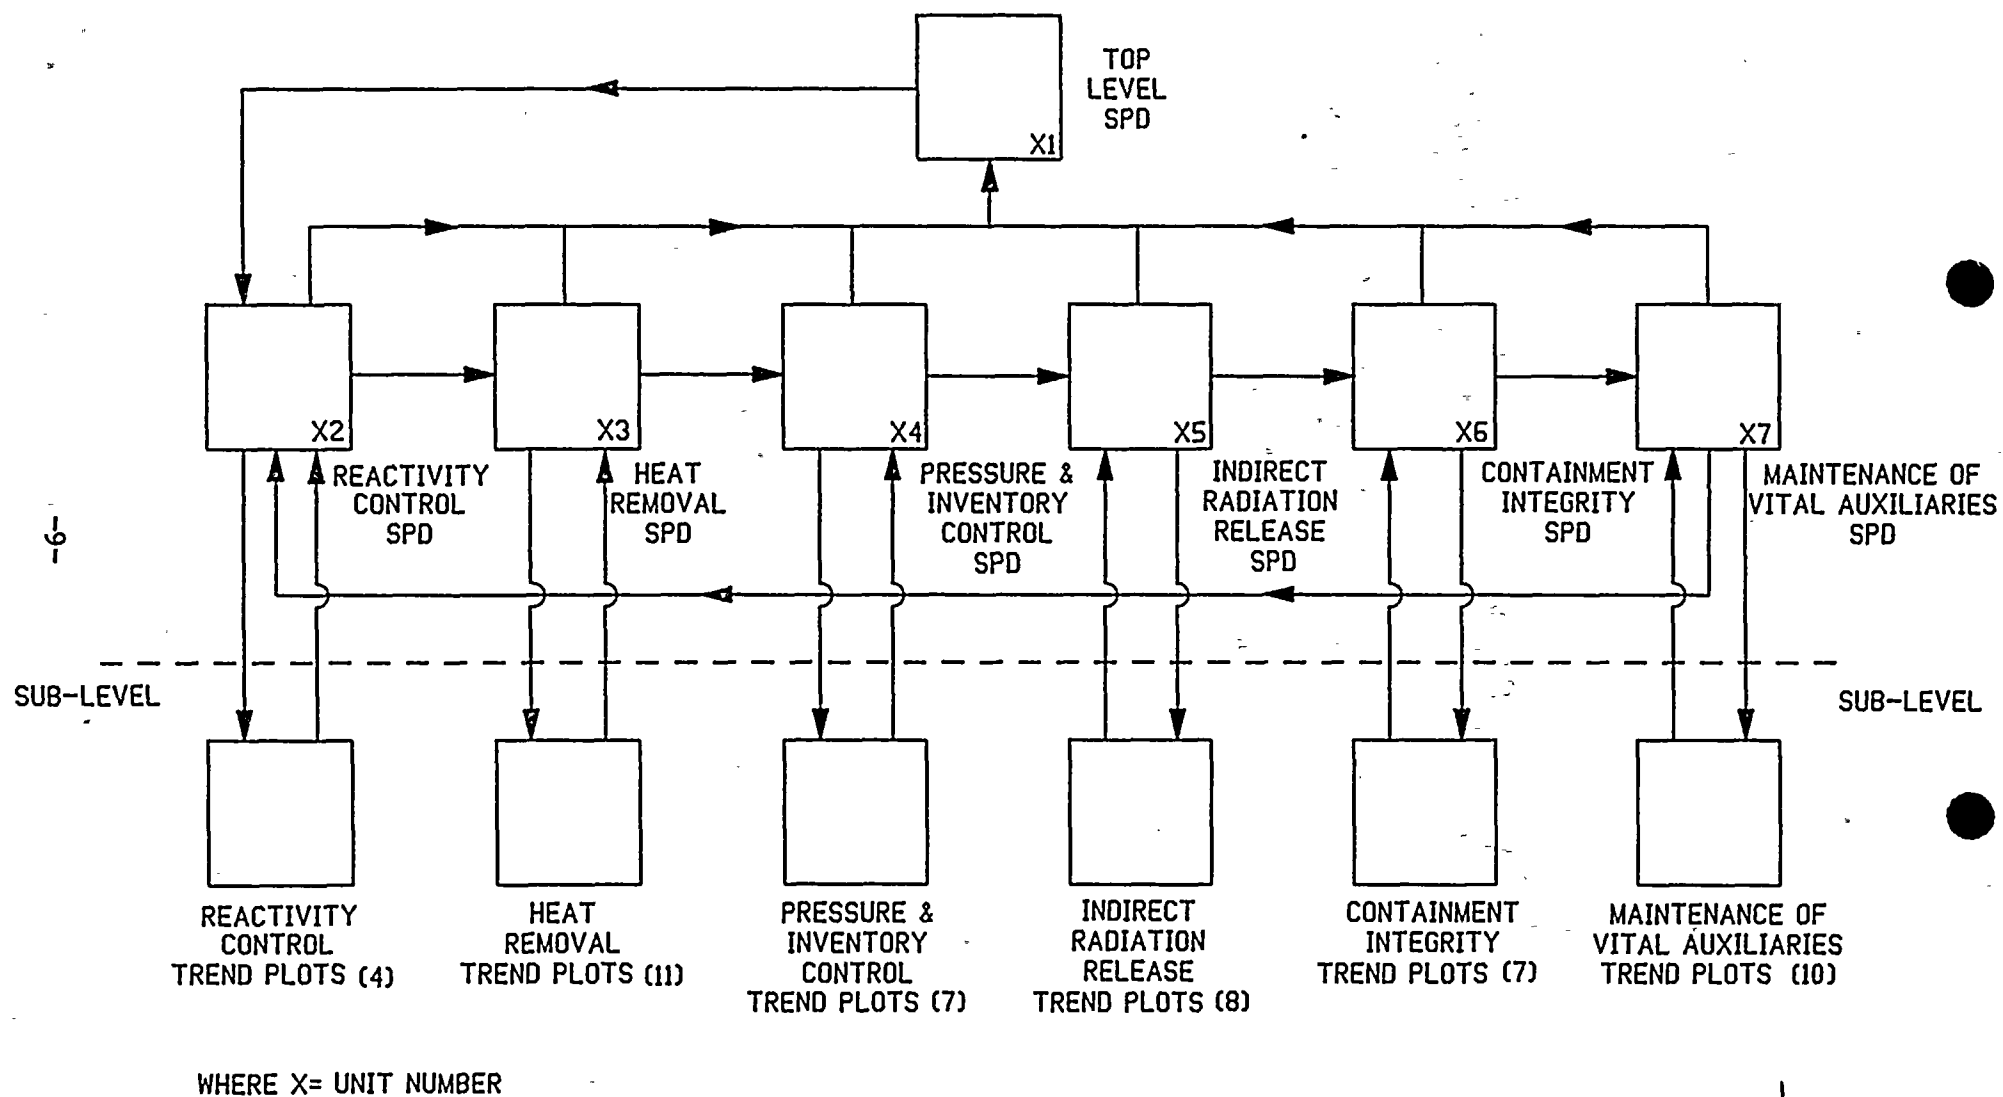 TOP
LEVEL
SPD
X1
X2
X3
X4
X5
X6
X7
REACTIVITY
CONTROL
SPD
HEAT
REMOVAL
SPD
PRESSURE &
INVENTORY
CONTROL
SPD
INDIRECT
RADIATION
RELEASE
SPD
CONTAINMENT
INTEGRITY
SPD
MAINTENANCE OF
VITAL AUXILIARIES
SPD
-6-
SUB-LEVEL
SUB-LEVEL
REACTIVITY
CONTROL
TREND PLOTS (4)
HEAT
REMOVAL
TREND PLOTS (11)
PRESSURE &
INVENTORY
CONTROL
TREND PLOTS (7)
INDIRECT
RADIATION
RELEASE
TREND PLOTS (8)
CONTAINMENT
INTEGRITY
TREND PLOTS (7)
MAINTENANCE OF
VITAL AUXILIARIES
TREND PLOTS (10)
WHERE X= UNIT NUMBER